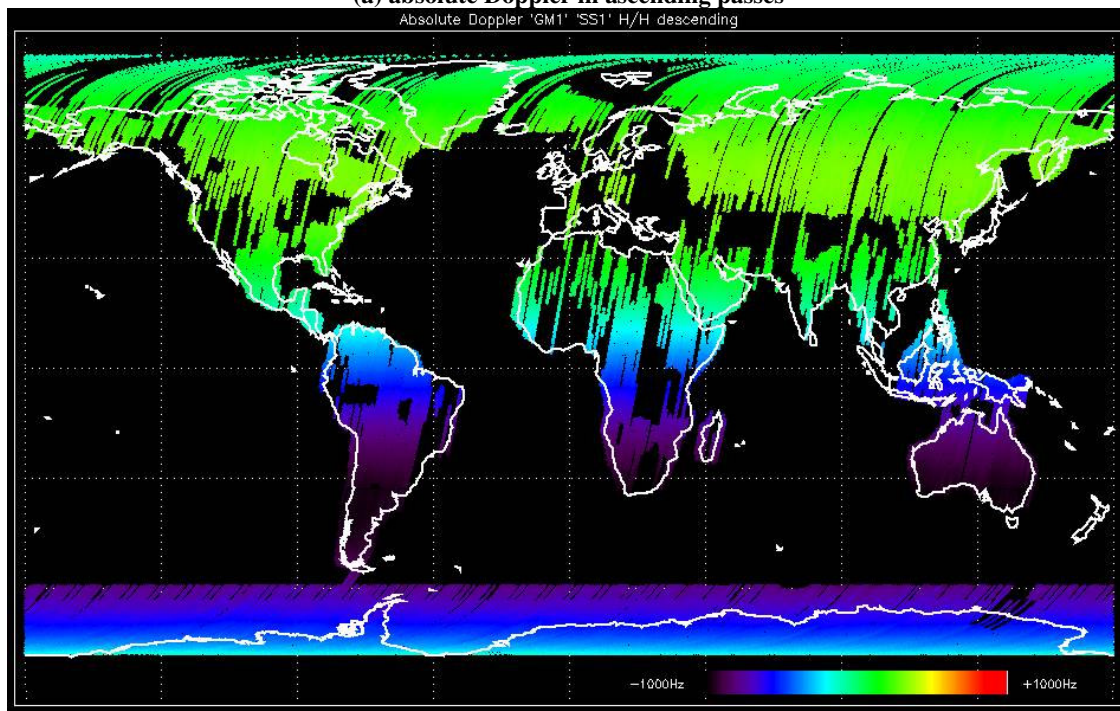 (a) absolute Doppler in ascending passes
Absolute Doppler 'GM1' 'SS1' H/H descending
−1000Hz
+1000Hz